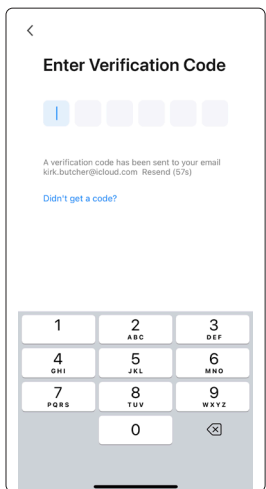 Enter Verification Code
A verification code has been sent to your email
kirk.butcher@icloud.com Resend (57s)
Didn't get a code?
1 2 3
ABC DEF
4 5 6
GHI JKL MNO
7 8 9
PQRS TUV WXYZ
0